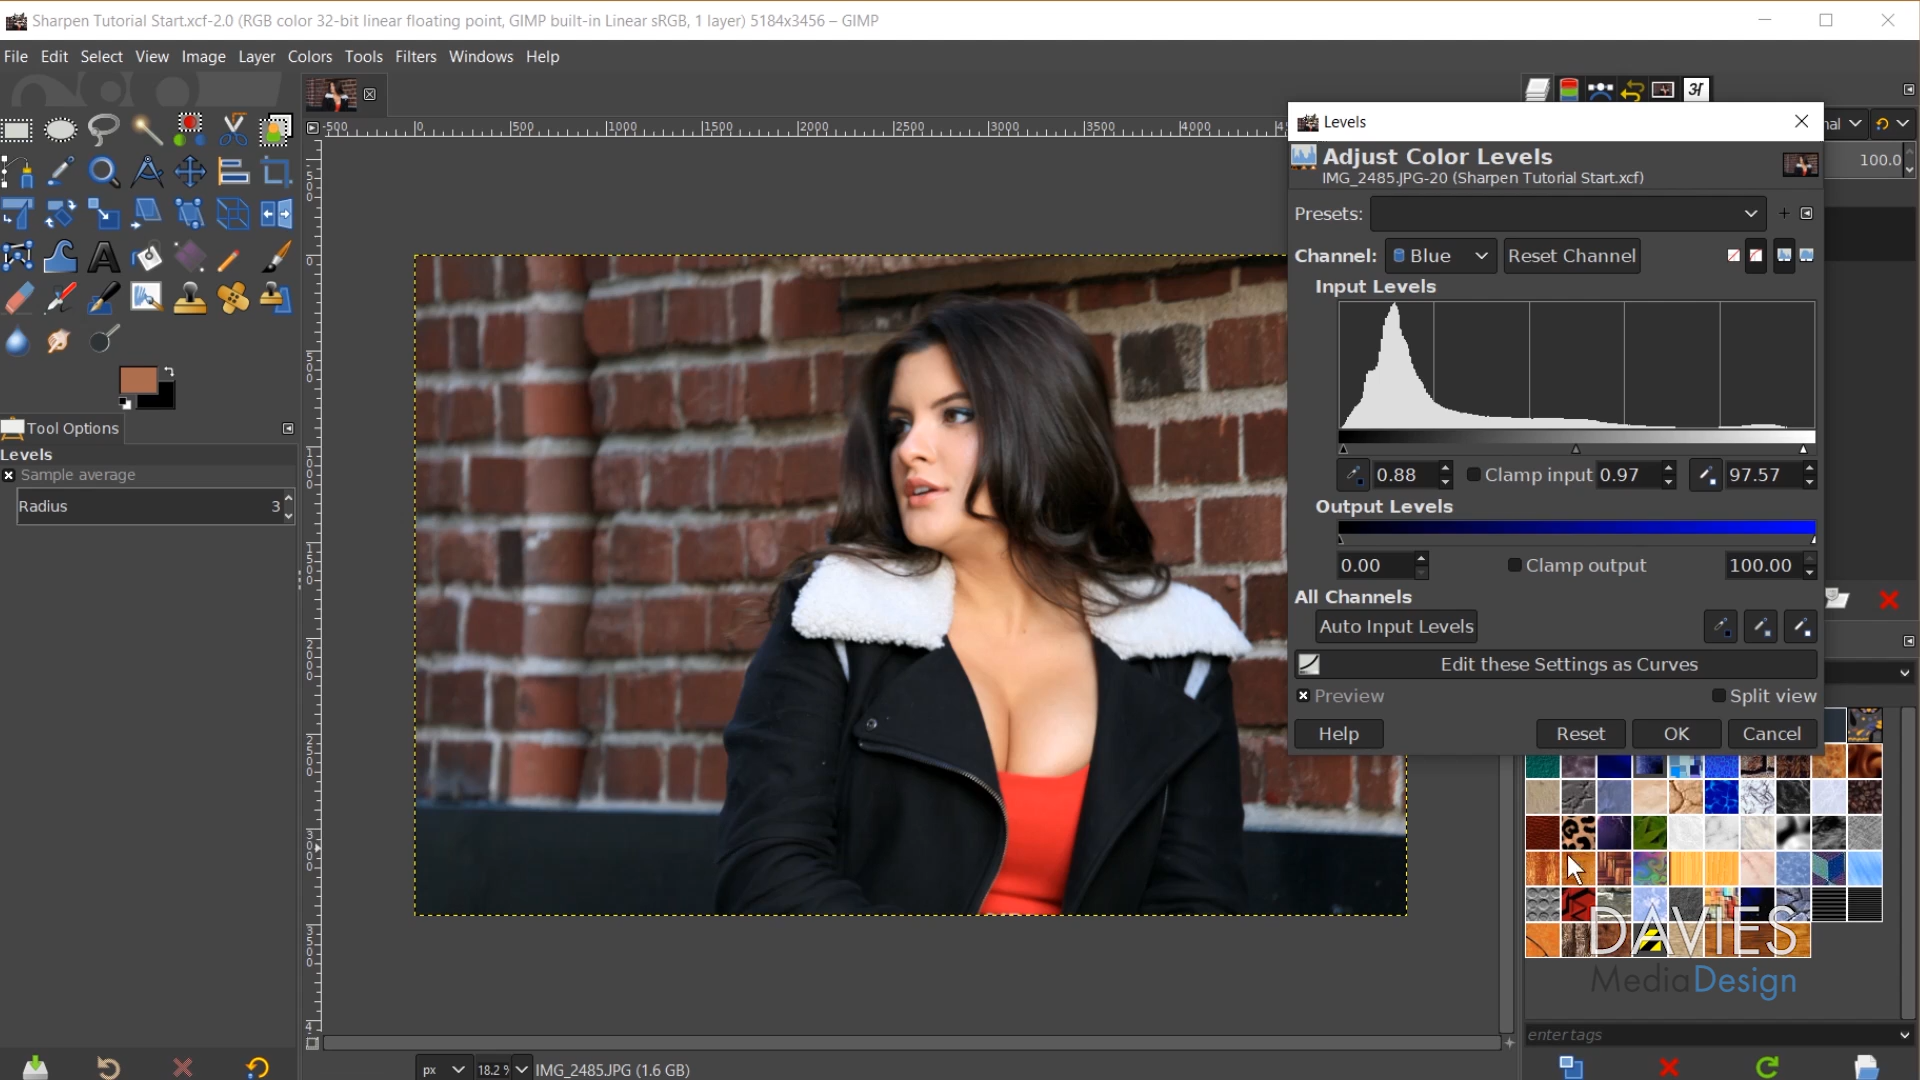 Sharpen Tutorial Start.xcf-2.0 (RGB color 32-bit linear floating point, GIMP built-in Linear sRGB, 1 layer) 5184x3456 – GIMP
File Edit Select View Image Layer Colors Tools Filters Windows Help
-500 0 500 1000 1500 2000 2500 3000 3500 4000
Levels
Adjust Color Levels
IMG_2485.JPG-20 (Sharpen Tutorial Start.xcf)
100.0
Presets:
Channel: Blue Reset Channel
Input Levels
0.88 Clamp input 0.97 97.57
Output Levels
0.00 Clamp output 100.00
All Channels
Auto Input Levels
Edit these Settings as Curves
Preview Split view
Help Reset OK Cancel
Tool Options
Levels
Sample average
Radius 3
DAVIES
MediaDesign
enter tags
px 18.2 % IMG_2485.JPG (1.6 GB)